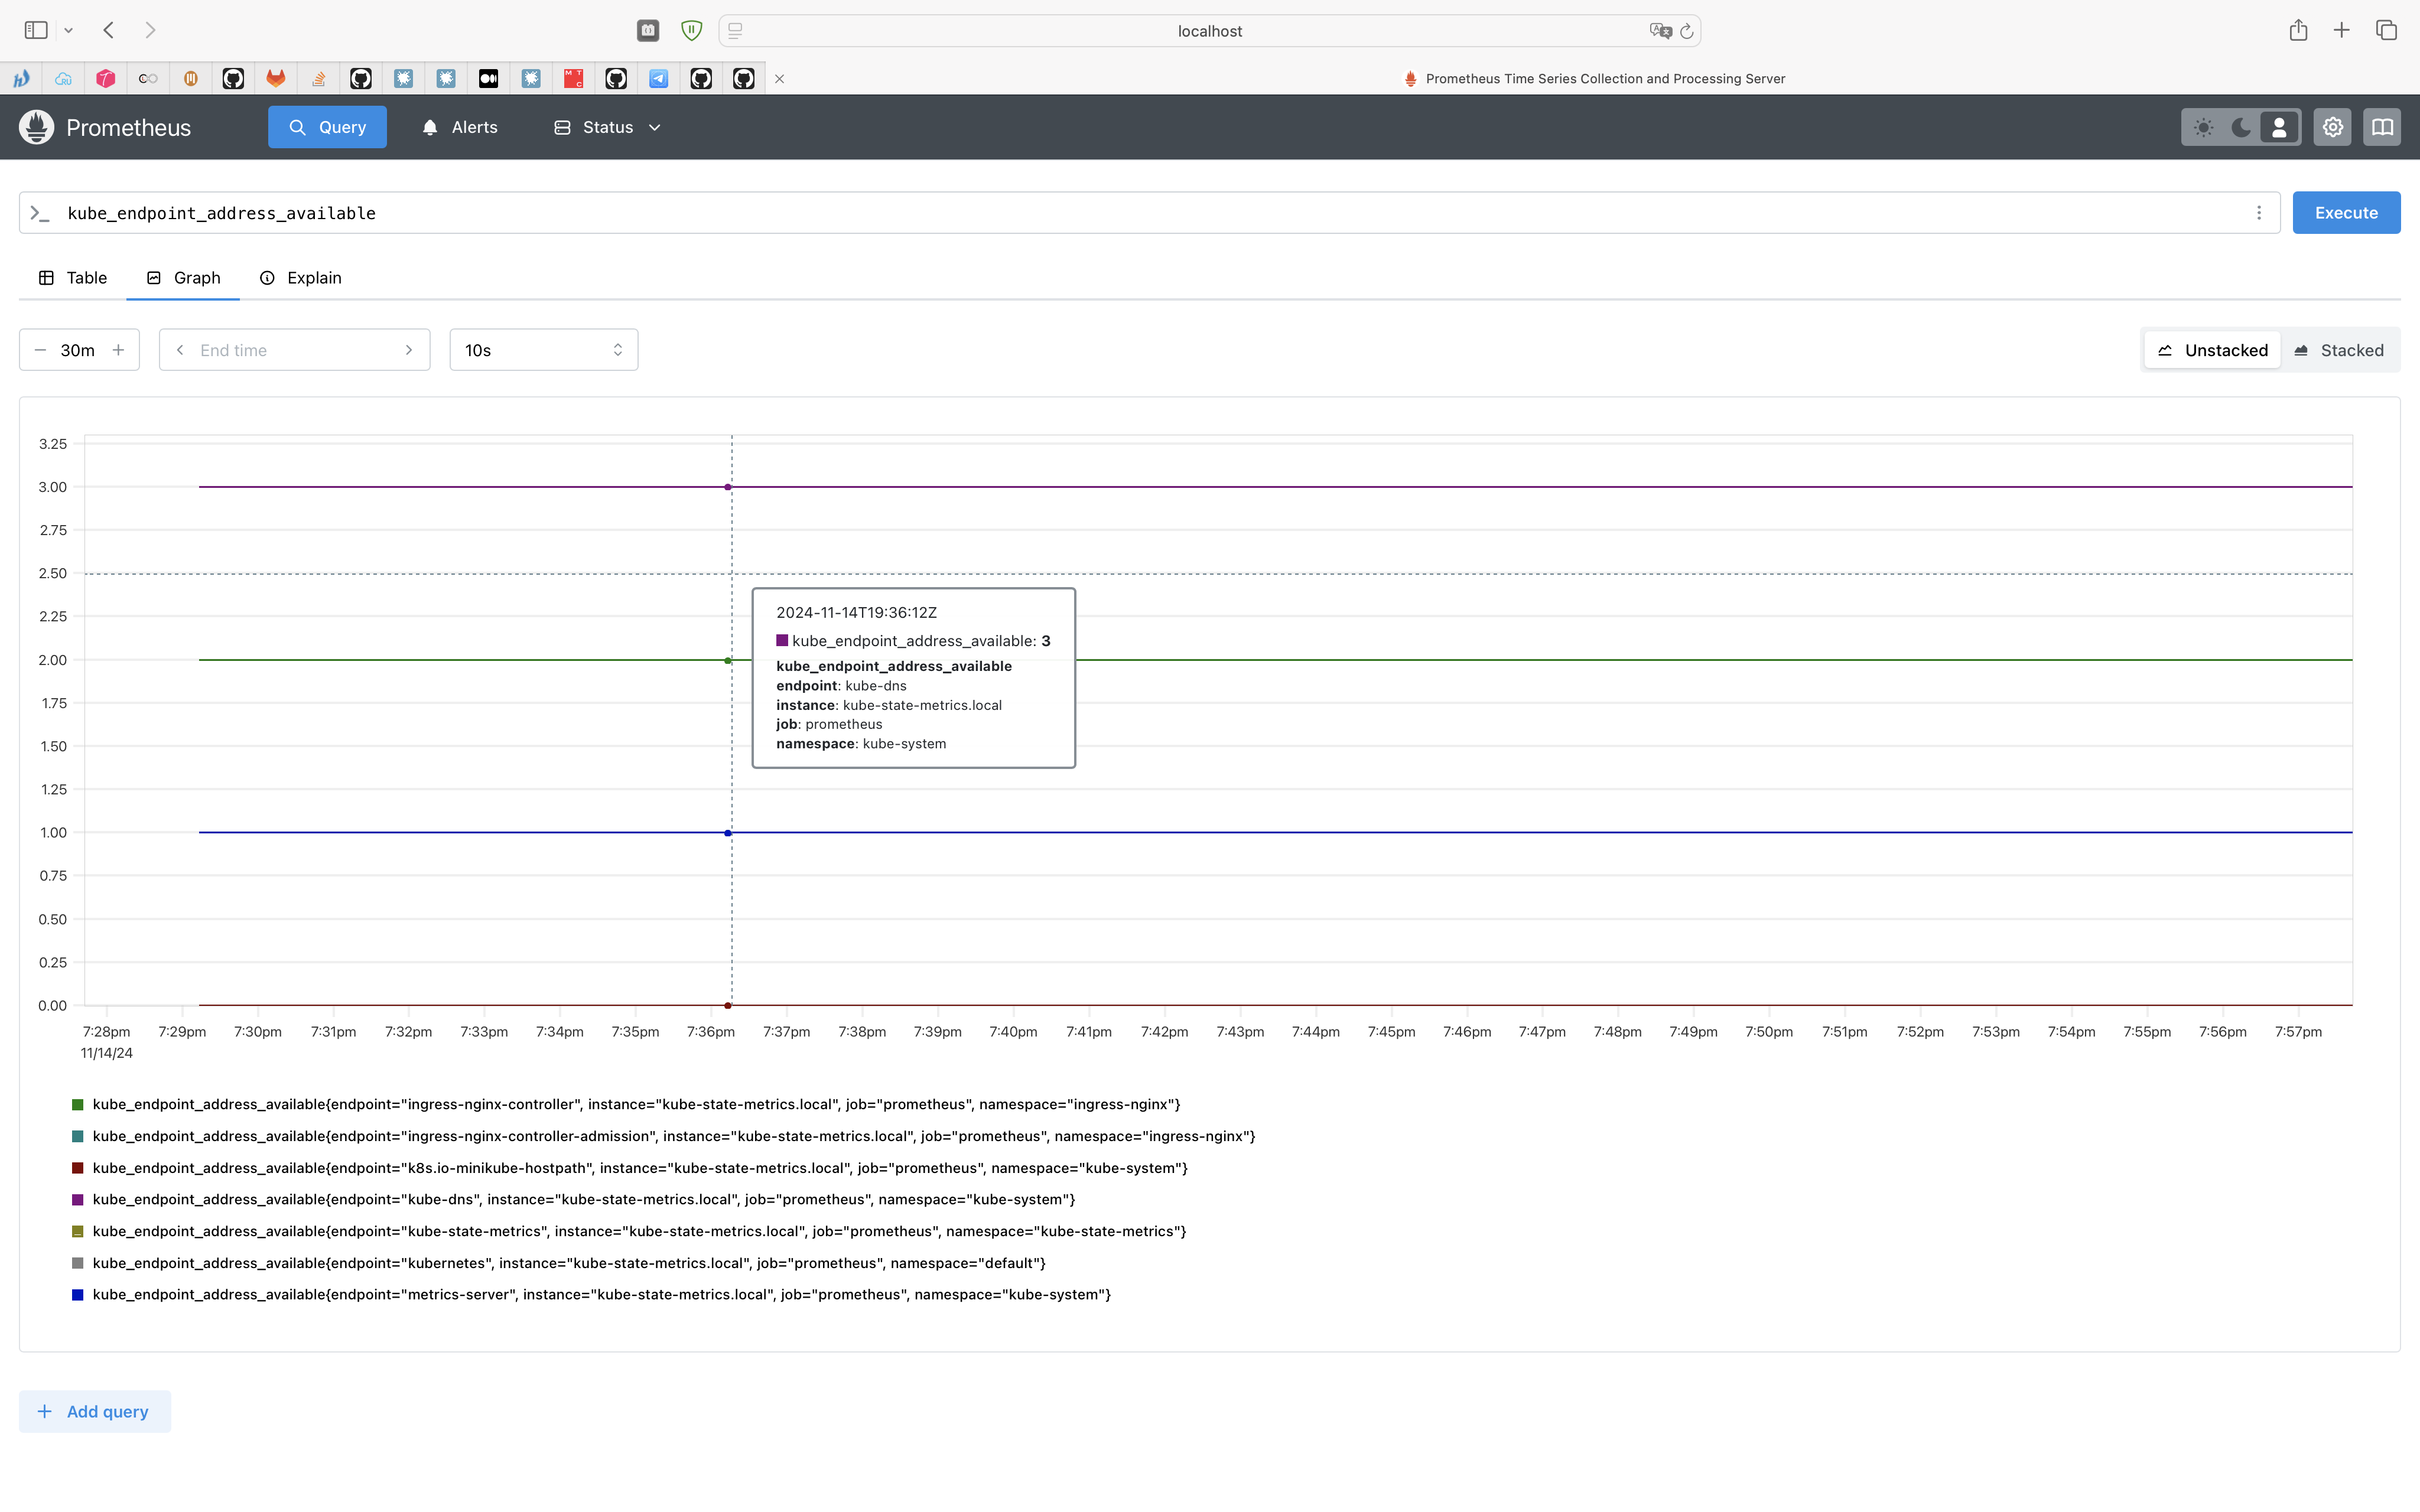 localhost
Prometheus Time Series Collection and Processing Server
Prometheus
Query
Alerts
Status
kube_endpoint_address_available
Execute
Table
Graph
Explain
30m
End time
10s
Unstacked
Stacked
3.25
3.00
2.75
2.50
2.25
2.00
1.75
1.50
1.25
1.00
0.75
0.50
0.25
0.00
2024-11-14T19:36:12Z
kube_endpoint_address_available: 3
kube_endpoint_address_available
endpoint: kube-dns
instance: kube-state-metrics.local
job: prometheus
namespace: kube-system
7:28pm 7:29pm 7:30pm 7:31pm 7:32pm 7:33pm 7:34pm 7:35pm 7:36pm 7:37pm 7:38pm 7:39pm 7:40pm 7:41pm 7:42pm 7:43pm 7:44pm 7:45pm 7:46pm 7:47pm 7:48pm 7:49pm 7:50pm 7:51pm 7:52pm 7:53pm 7:54pm 7:55pm 7:56pm 7:57pm
11/14/24
kube_endpoint_address_available{endpoint="ingress-nginx-controller", instance="kube-state-metrics.local", job="prometheus", namespace="ingress-nginx"}
kube_endpoint_address_available{endpoint="ingress-nginx-controller-admission", instance="kube-state-metrics.local", job="prometheus", namespace="ingress-nginx"}
kube_endpoint_address_available{endpoint="k8s.io-minikube-hostpath", instance="kube-state-metrics.local", job="prometheus", namespace="kube-system"}
kube_endpoint_address_available{endpoint="kube-dns", instance="kube-state-metrics.local", job="prometheus", namespace="kube-system"}
kube_endpoint_address_available{endpoint="kube-state-metrics", instance="kube-state-metrics.local", job="prometheus", namespace="kube-state-metrics"}
kube_endpoint_address_available{endpoint="kubernetes", instance="kube-state-metrics.local", job="prometheus", namespace="default"}
kube_endpoint_address_available{endpoint="metrics-server", instance="kube-state-metrics.local", job="prometheus", namespace="kube-system"}
Add query